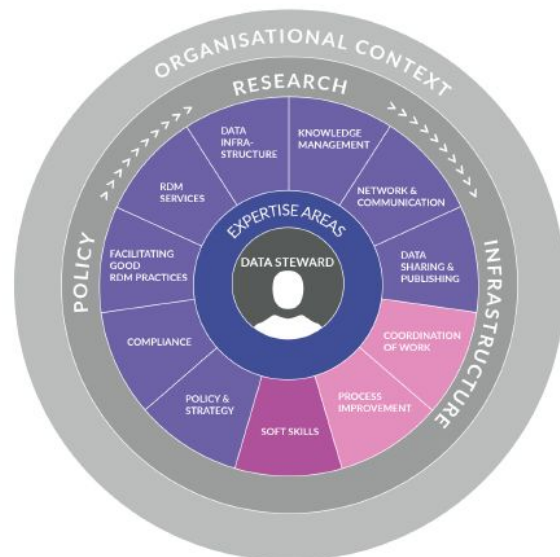 ORGANISATIONAL CONTEXT
RESEARCH
>>>>>>>>>>>
>>>>>>>>>>>
POLICY
INFRASTRUCTURE
DATA
INFRA-
STRUCTURE
KNOWLEDGE
MANAGEMENT
NETWORK &
COMMUNICATION
DATA
SHARING &
PUBLISHING
COORDINATION
OF WORK
PROCESS
IMPROVEMENT
SOFT SKILLS
POLICY &
STRATEGY
COMPLIANCE
FACILITATING
GOOD
RDM PRACTICES
RDM
SERVICES
EXPERTISE AREAS
DATA STEWARD